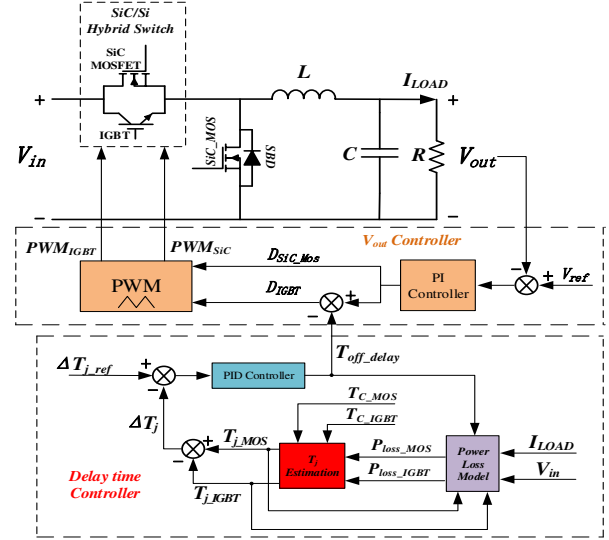 SiC/Si
Hybrid Switch
SiC
MOSFET
IGBT
+
L
I_LOAD
+
V_in
SiC_MOS
SBD
C
R
V_out
−
−
PWM_IGBT
PWM_SiC
V_out Controller
PWM
D_SiC_Mos
D_IGBT
+
−
PI
Controller
−
+
V_ref
T_off_delay
ΔT_j_ref
+
−
PID Controller
T_C_MOS
T_C_IGBT
ΔT_j
T_j_MOS
+
−
T_j_IGBT
T_j
Estimation
P_loss_MOS
P_loss_IGBT
Power
Loss
Model
I_LOAD
V_in
Delay time
Controller